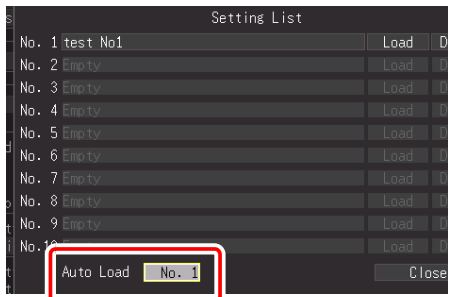 Setting List
No. 1 test No1 Load D
No. 2 Empty Load D
No. 3 Empty Load D
No. 4 Empty Load D
No. 5 Empty Load D
No. 6 Empty Load D
No. 7 Empty Load D
No. 8 Empty Load D
No. 9 Empty Load D
No.10 Load D
Auto Load No. 1
Close